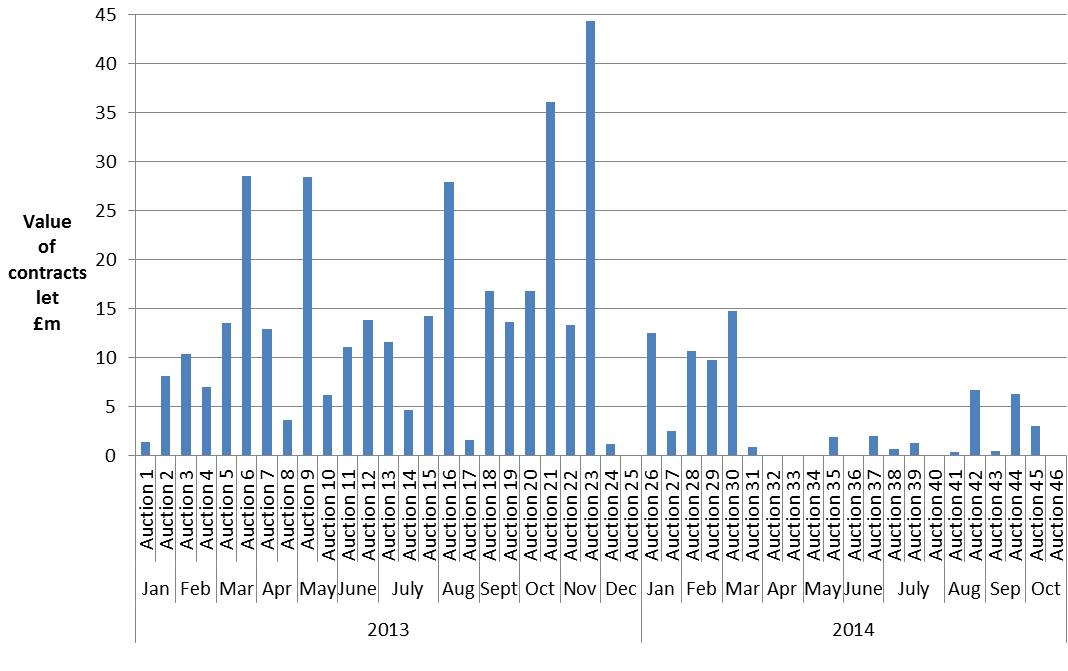 45
40
35
30
25
20
15
10
5
0
Value
of
contracts
let
£m
Auction 1
Auction 2
Auction 3
Auction 4
Auction 5
Auction 6
Auction 7
Auction 8
Auction 9
Auction 10
Auction 11
Auction 12
Auction 13
Auction 14
Auction 15
Auction 16
Auction 17
Auction 18
Auction 19
Auction 20
Auction 21
Auction 22
Auction 23
Auction 24
Auction 25
Auction 26
Auction 27
Auction 28
Auction 29
Auction 30
Auction 31
Auction 32
Auction 33
Auction 34
Auction 35
Auction 36
Auction 37
Auction 38
Auction 39
Auction 40
Auction 41
Auction 42
Auction 43
Auction 44
Auction 45
Auction 46
Jan Feb Mar Apr May June July Aug Sept Oct Nov Dec Jan Feb Mar Apr May June July Aug Sep Oct
2013 2014